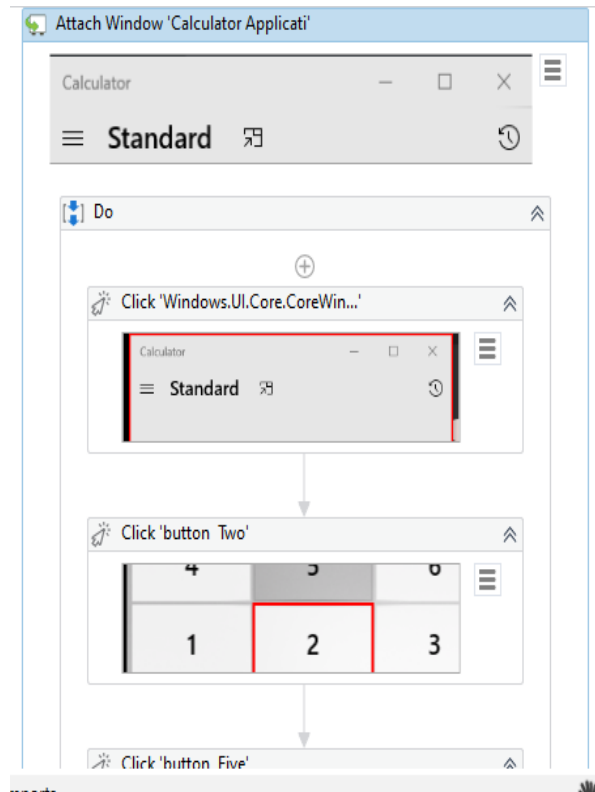 Attach Window 'Calculator Applicati'
Calculator
Standard
Do
Click 'Windows.UI.Core.CoreWin...'
Calculator
Standard
Click 'button Two'
4 5 6
1 2 3
Click 'button Five'